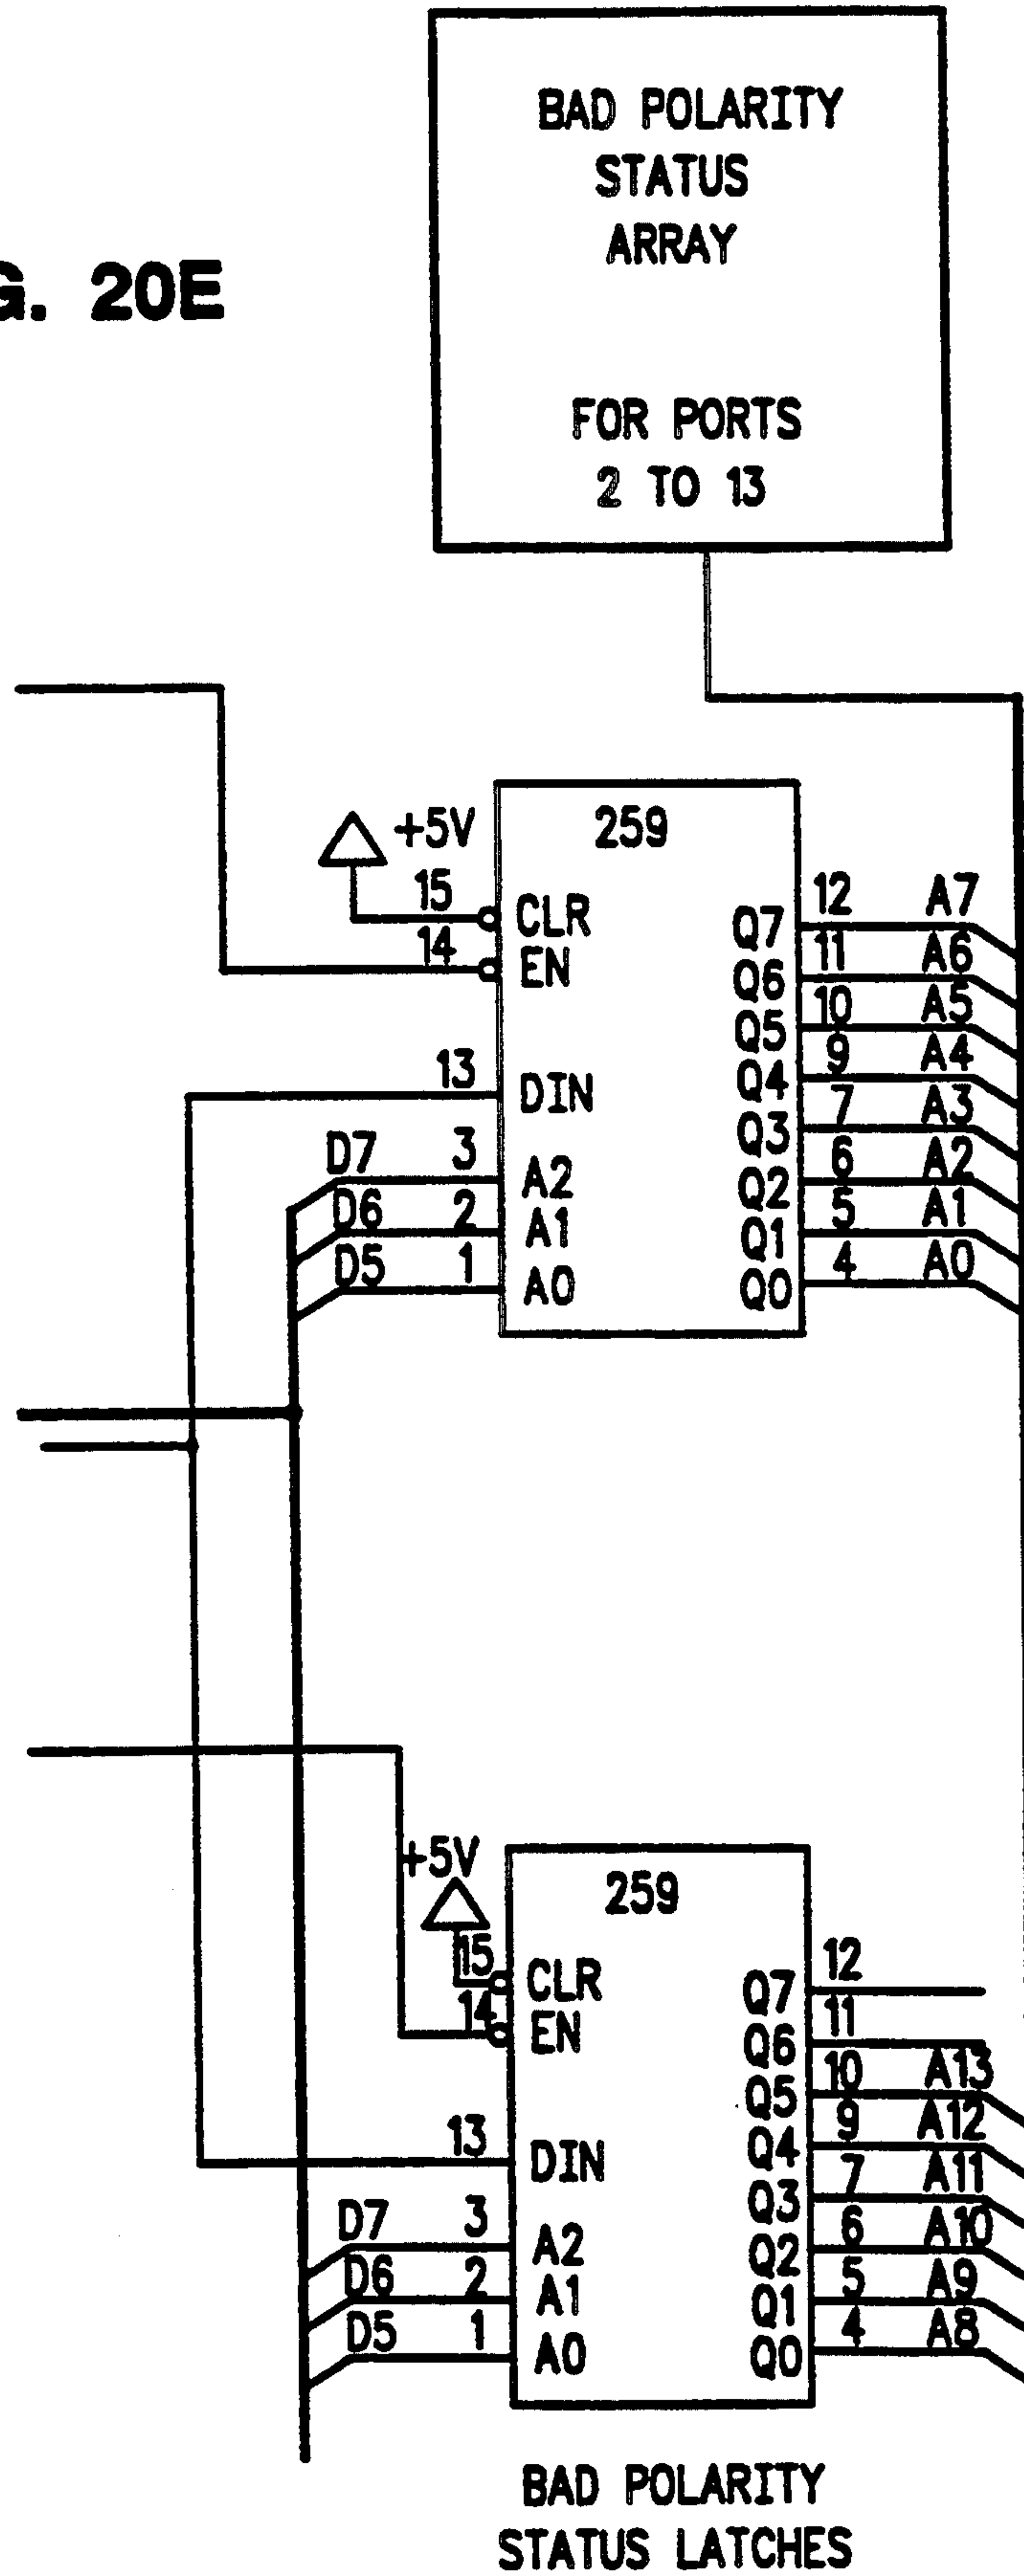 BAD POLARITY
STATUS
ARRAY
FOR PORTS
2 TO 13
G. 20E
+5V
259
15
CLR
14
EN
13
DIN
D7
3
A2
D6
2
A1
D5
1
A0
Q7
12
A7
Q6
11
A6
Q5
10
A5
Q4
9
A4
Q3
7
A3
Q2
6
A2
Q1
5
A1
Q0
4
A0
+5V
259
15
CLR
14
EN
13
DIN
D7
3
A2
D6
2
A1
D5
1
A0
Q7
12
Q6
11
Q5
10
A13
Q4
9
A12
Q3
7
A11
Q2
6
A10
Q1
5
A9
Q0
4
A8
BAD POLARITY
STATUS LATCHES